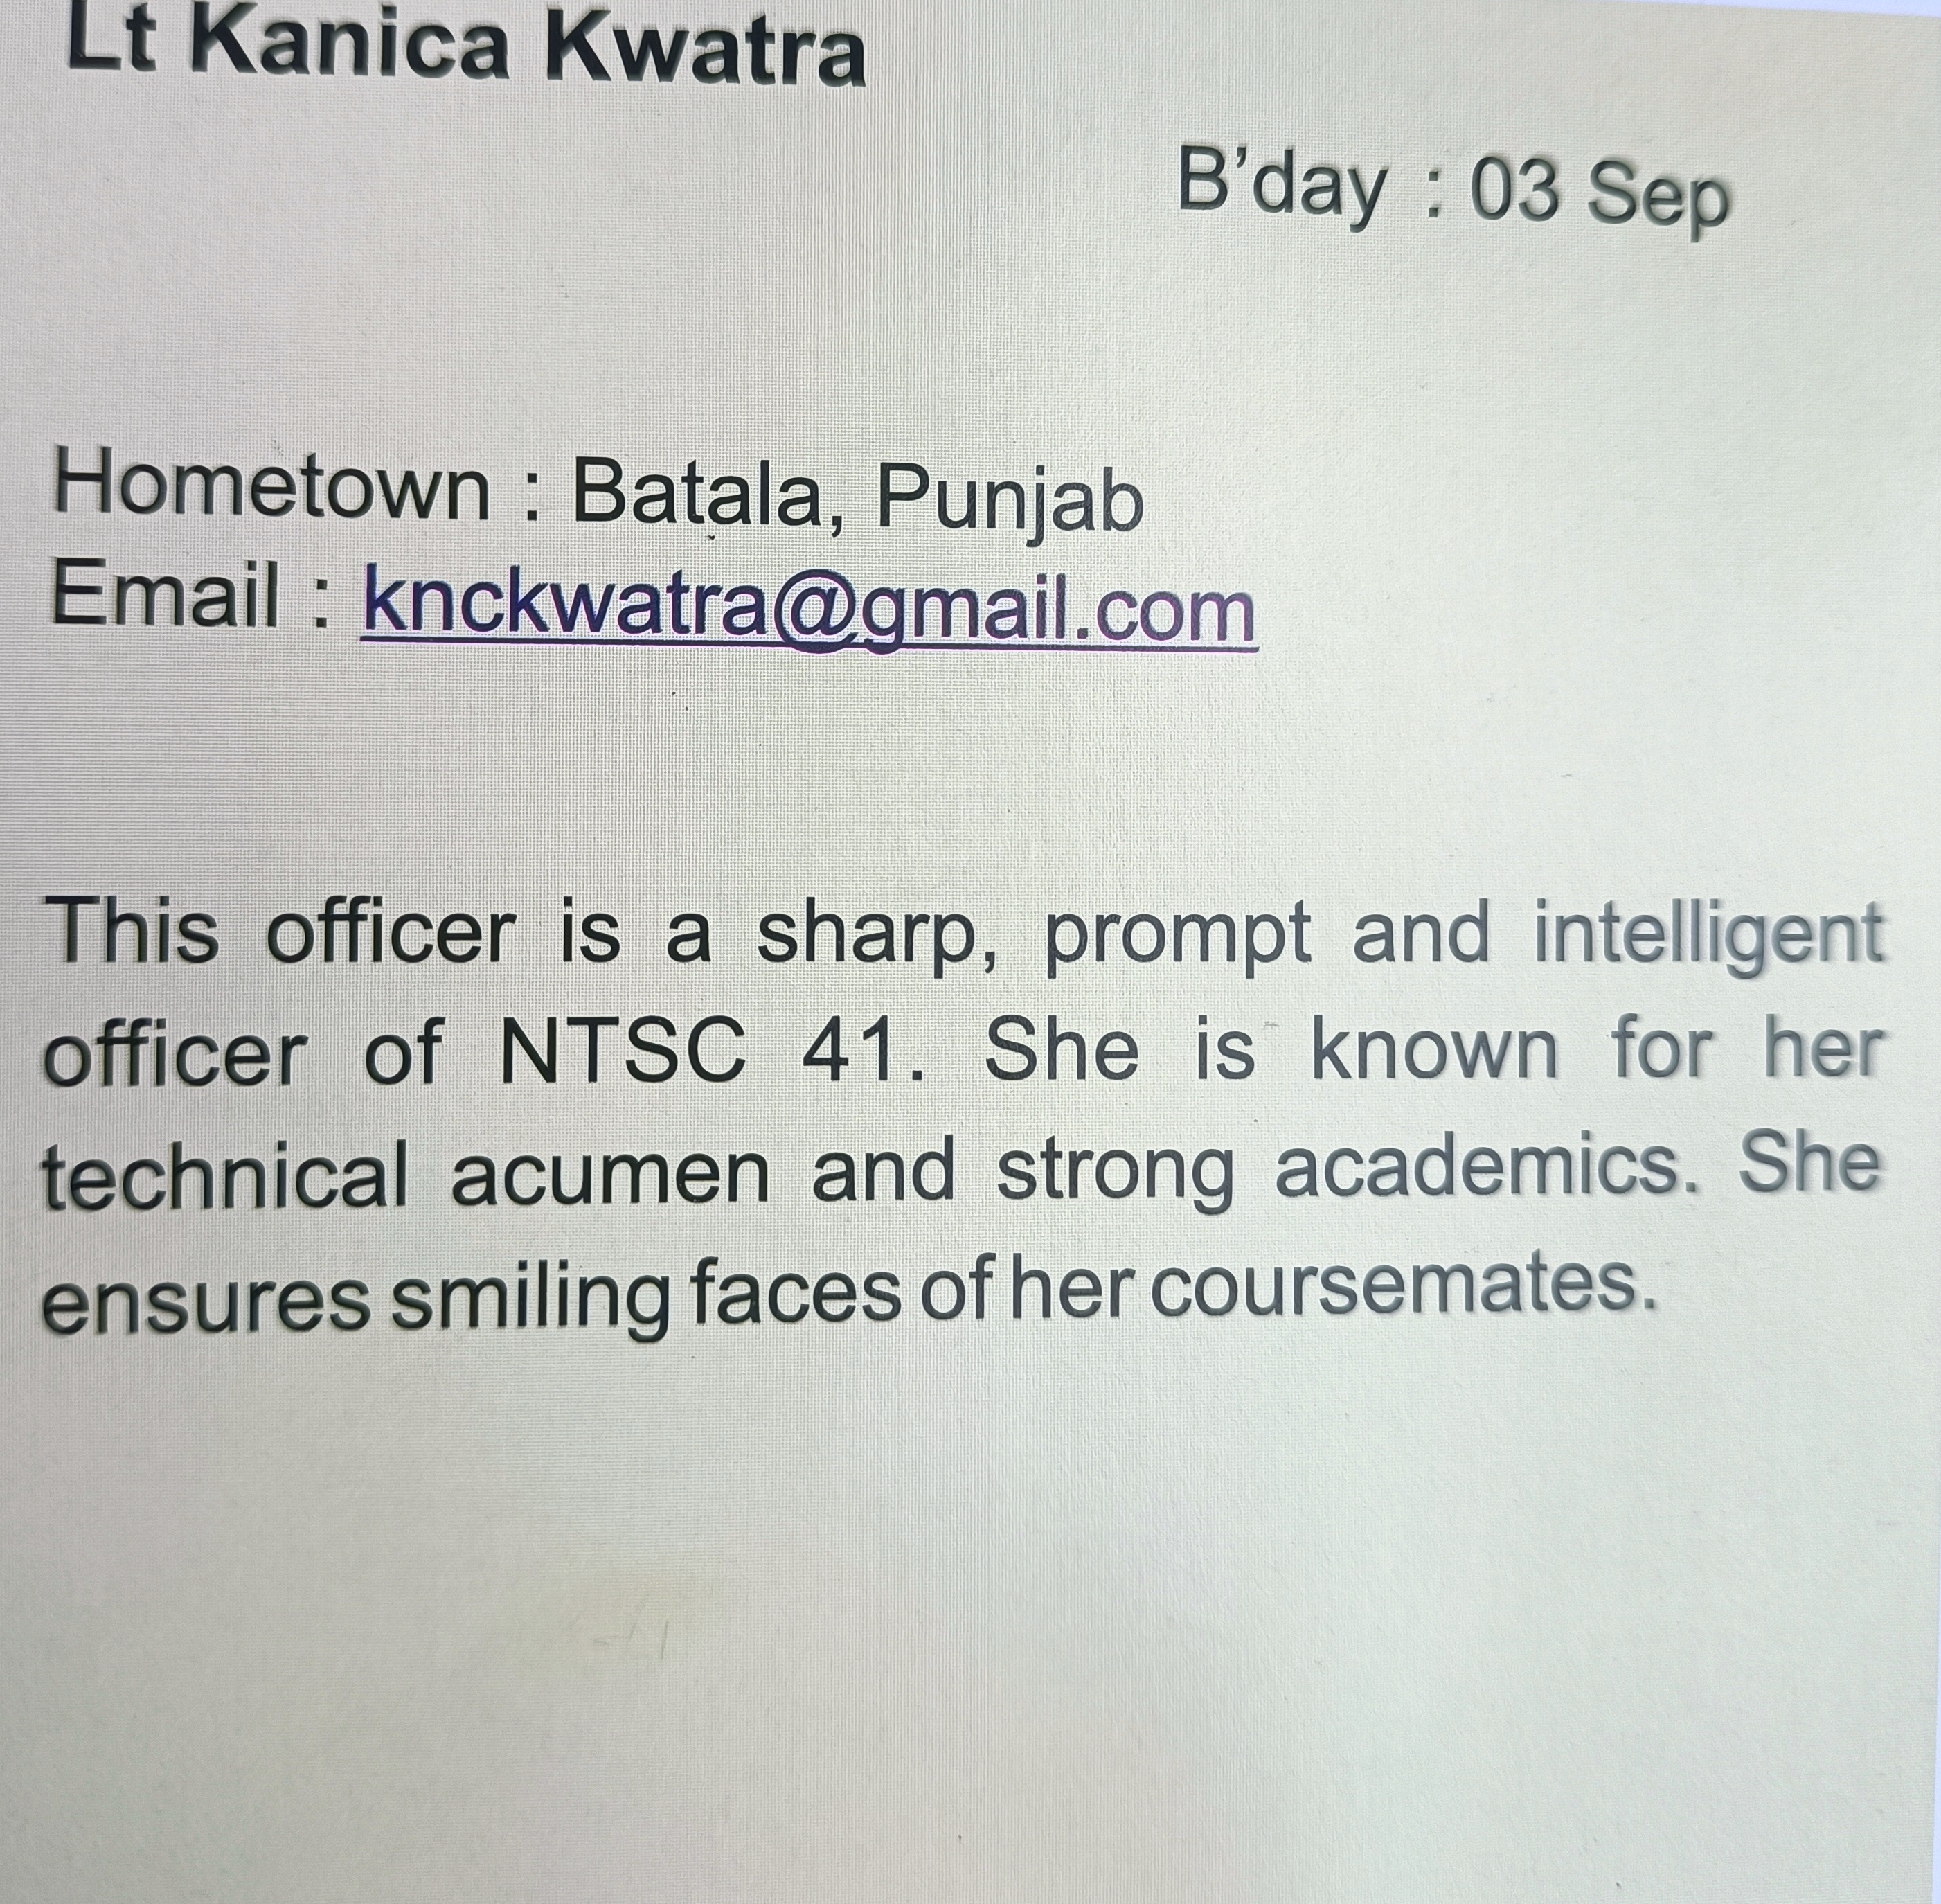 Lt Kanica Kwatra
B’day : 03 Sep
Hometown : Batala, Punjab
Email : knckwatra@gmail.com
This officer is a sharp, prompt and intelligent
officer of NTSC 41. She is known for her
technical acumen and strong academics. She
ensures smiling faces of her coursemates.